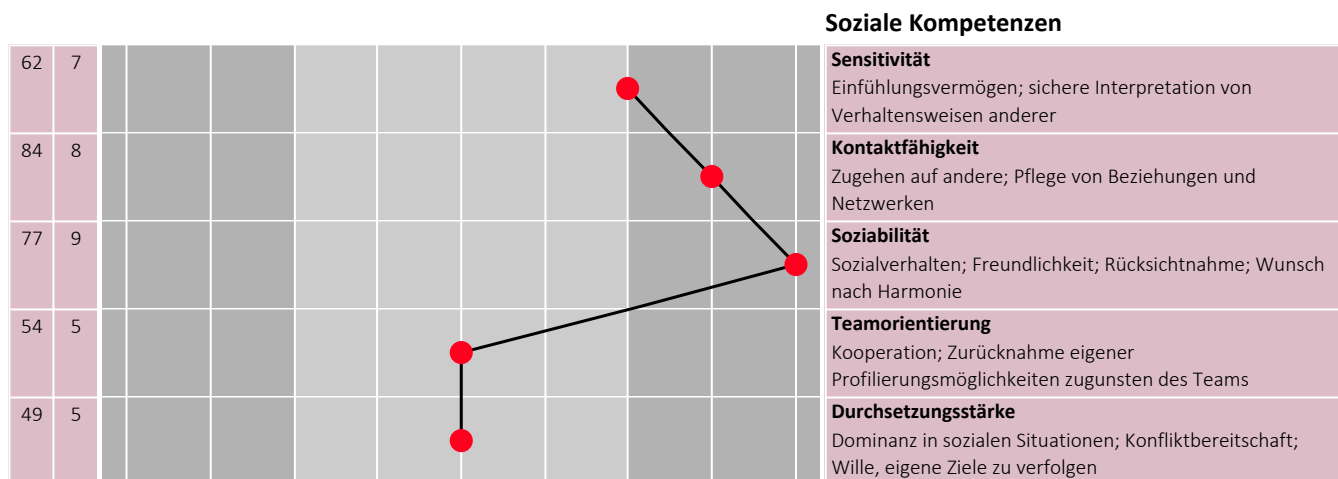 Soziale Kompetenzen
62 7 Sensitivität
Einfühlungsvermögen; sichere Interpretation von
Verhaltensweisen anderer
84 8 Kontaktfähigkeit
Zugehen auf andere; Pflege von Beziehungen und
Netzwerken
77 9 Soziabilität
Sozialverhalten; Freundlichkeit; Rücksichtnahme; Wunsch
nach Harmonie
54 5 Teamorientierung
Kooperation; Zurücknahme eigener
Profilierungsmöglichkeiten zugunsten des Teams
49 5 Durchsetzungsstärke
Dominanz in sozialen Situationen; Konfliktbereitschaft;
Wille, eigene Ziele zu verfolgen